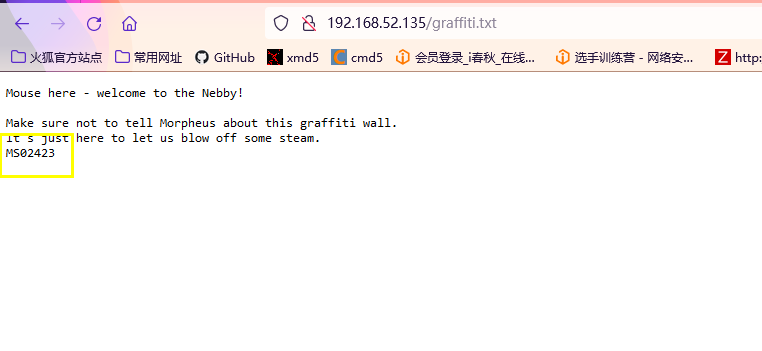 192.168.52.135/graffiti.txt
火狐官方站点 常用网址 GitHub xmd5 cmd5 会员登录_i春秋_在线... 选手训练营 - 网络安... http:
Mouse here - welcome to the Nebby!
Make sure not to tell Morpheus about this graffiti wall.
It's just here to let us blow off some steam.
MS02423